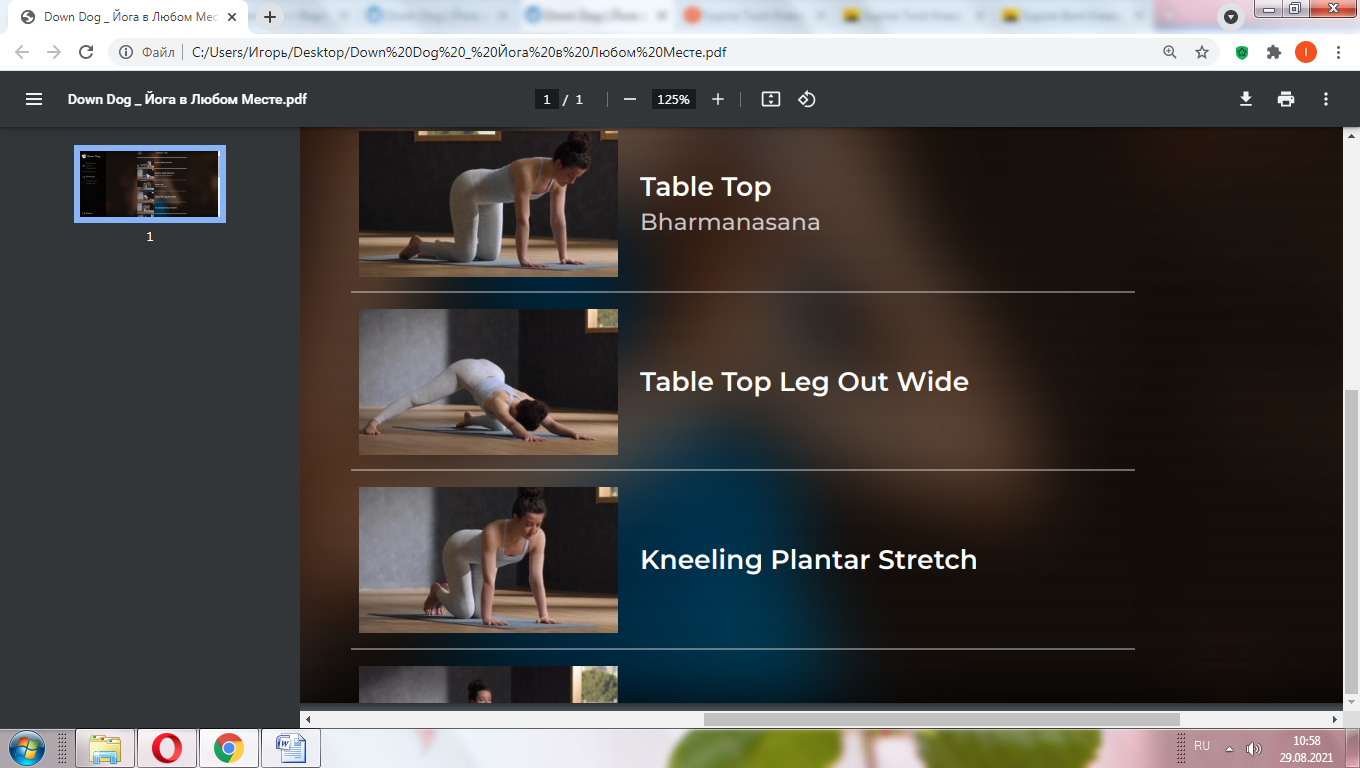 Down Dog _ Йога в Любом Мес
Файл
C:/Users/Игорь/Desktop/Down%20Dog%20_%20Йога%20в%20Любом%20Месте.pdf
I
Down Dog _ Йога в Любом Месте.pdf
1 / 1
125%
1
Table Top
Bharmanasana
Table Top Leg Out Wide
Kneeling Plantar Stretch
RU
10:58
29.08.2021